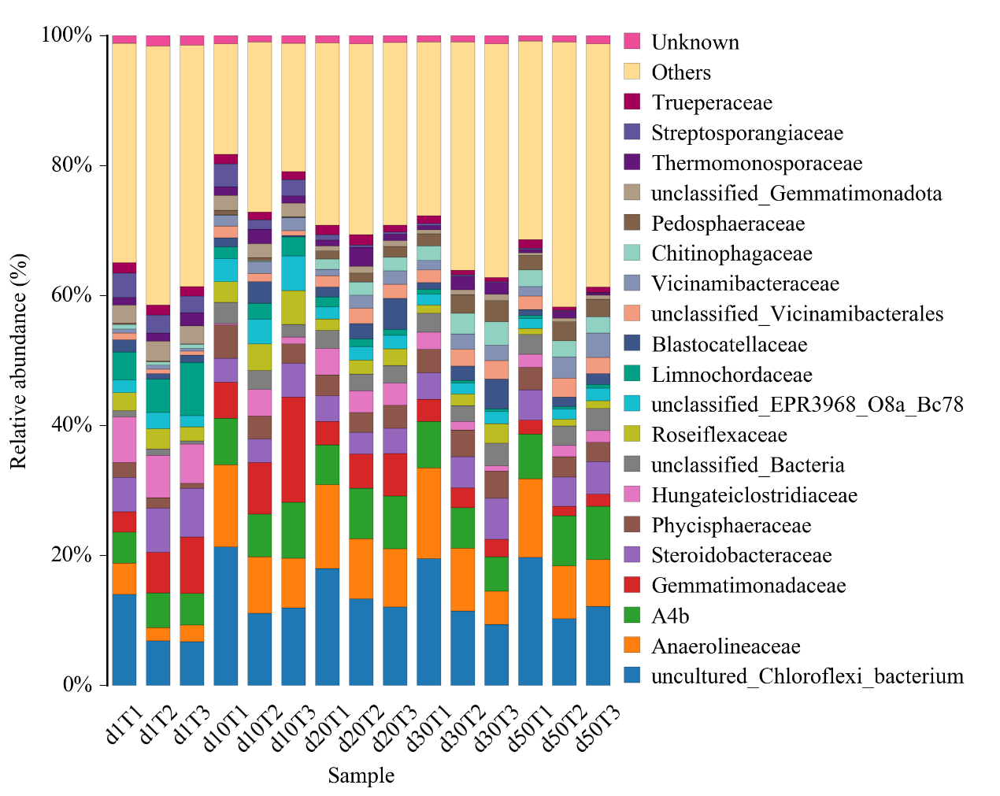 100%
80%
60%
40%
20%
0%
Relative abundance (%)
d1T1
d1T2
d1T3
d10T1
d10T2
d10T3
d20T1
d20T2
d20T3
d30T1
d30T2
d30T3
d50T1
d50T2
d50T3
Sample
Unknown
Others
Trueperaceae
Streptosporangiaceae
Thermomonosporaceae
unclassified_Gemmatimonadota
Pedosphaeraceae
Chitinophagaceae
Vicinamibacteraceae
unclassified_Vicinamibacterales
Blastocatellaceae
Limnochordaceae
unclassified_EPR3968_O8a_Bc78
Roseiflexaceae
unclassified_Bacteria
Hungateiclostridiaceae
Phycisphaeraceae
Steroidobacteraceae
Gemmatimonadaceae
A4b
Anaerolineaceae
uncultured_Chloroflexi_bacterium